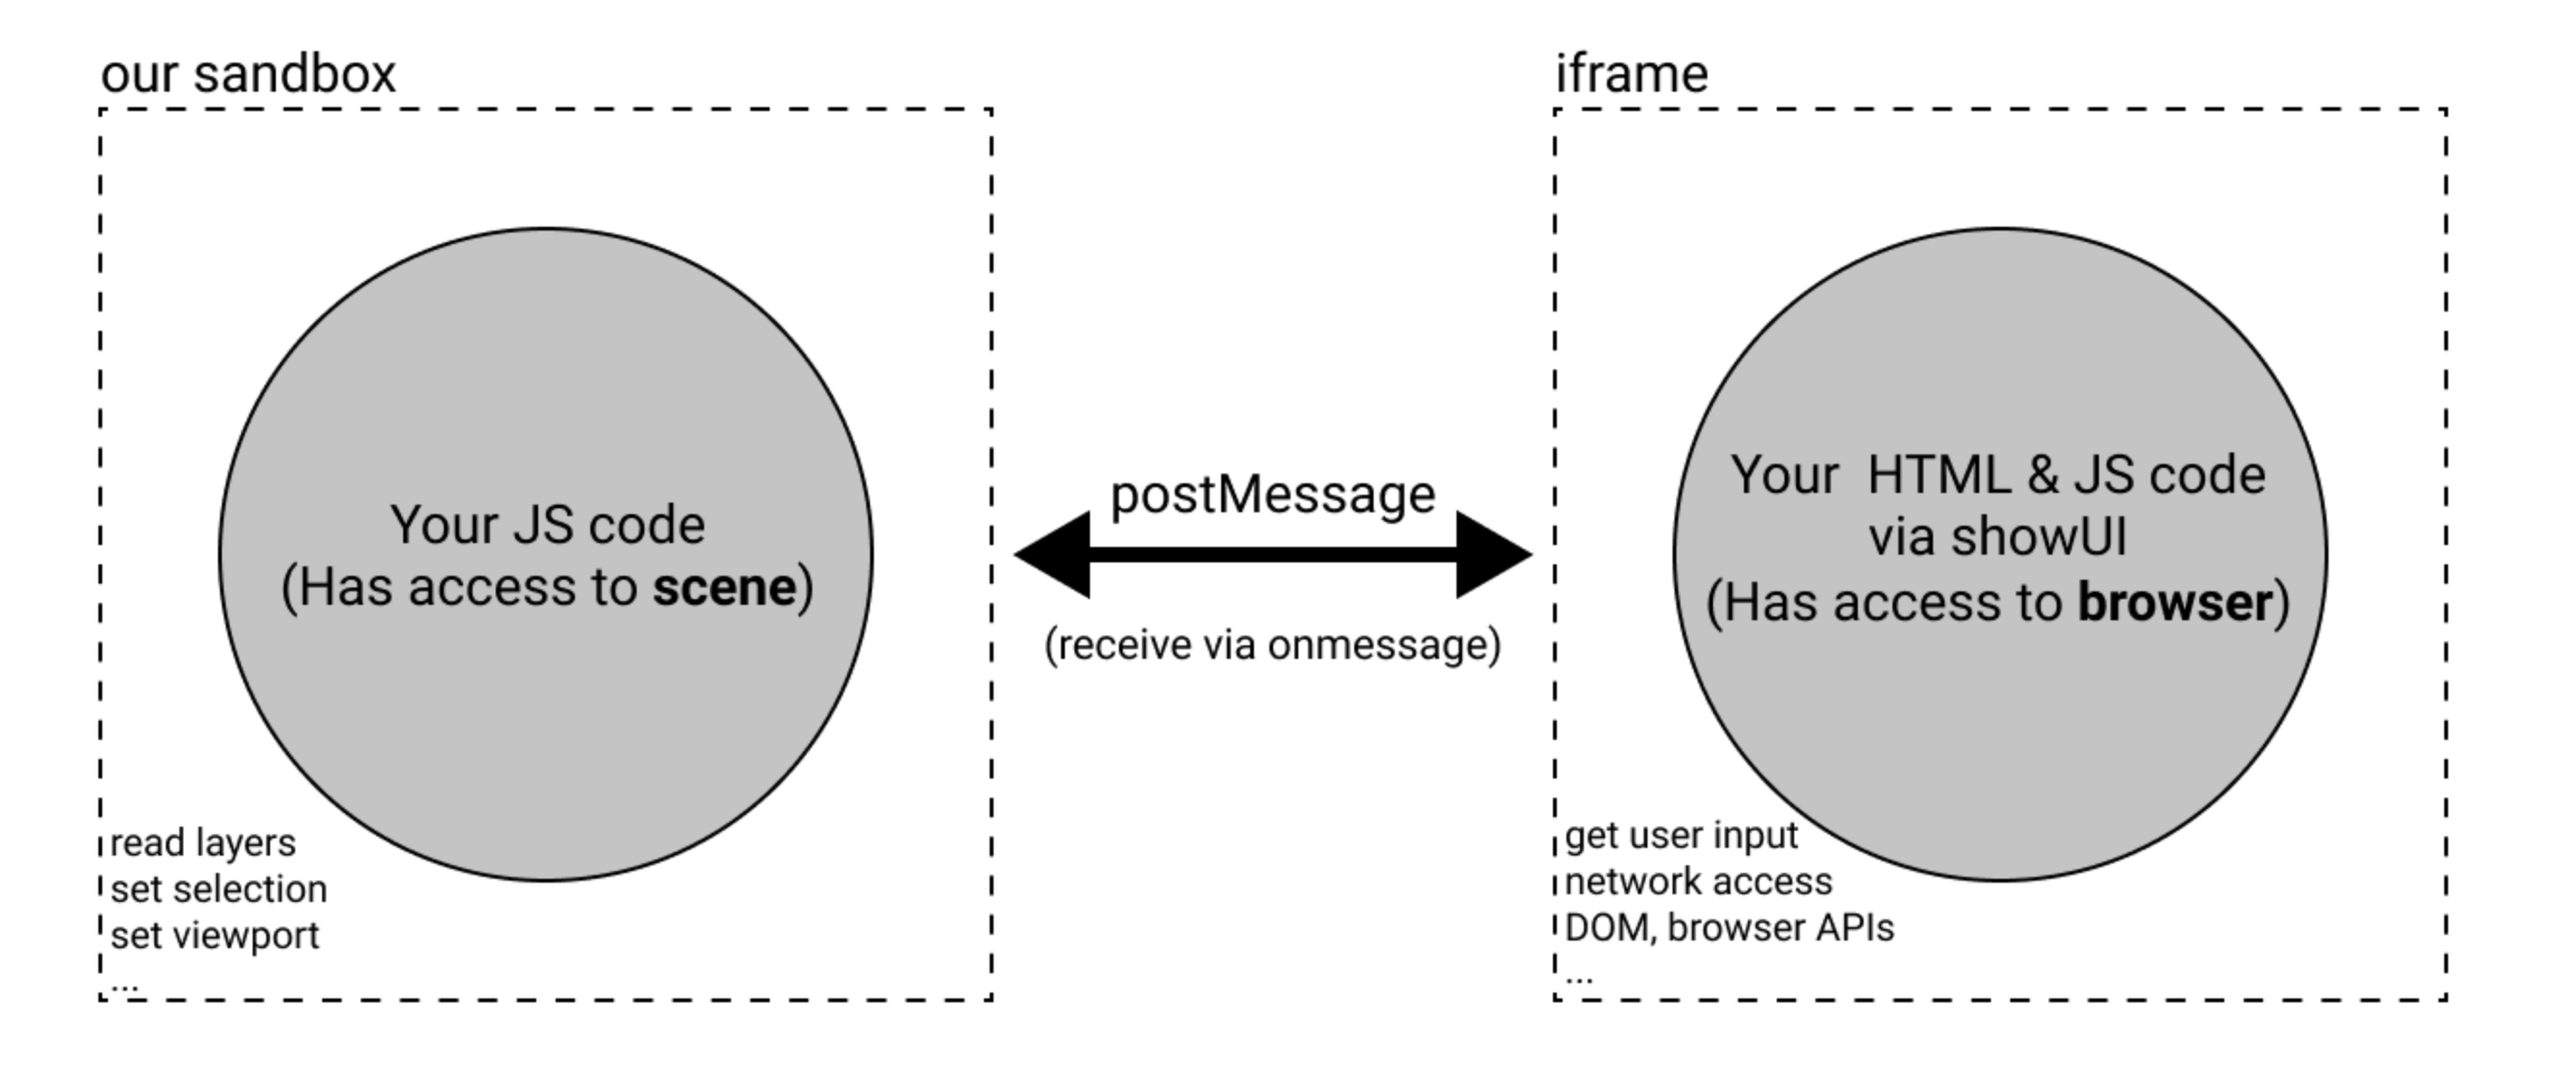 our sandbox
Your JS code
(Has access to scene)
read layers
set selection
set viewport
...
postMessage
(receive via onmessage)
iframe
Your HTML & JS code
via showUI
(Has access to browser)
get user input
network access
DOM, browser APIs
...